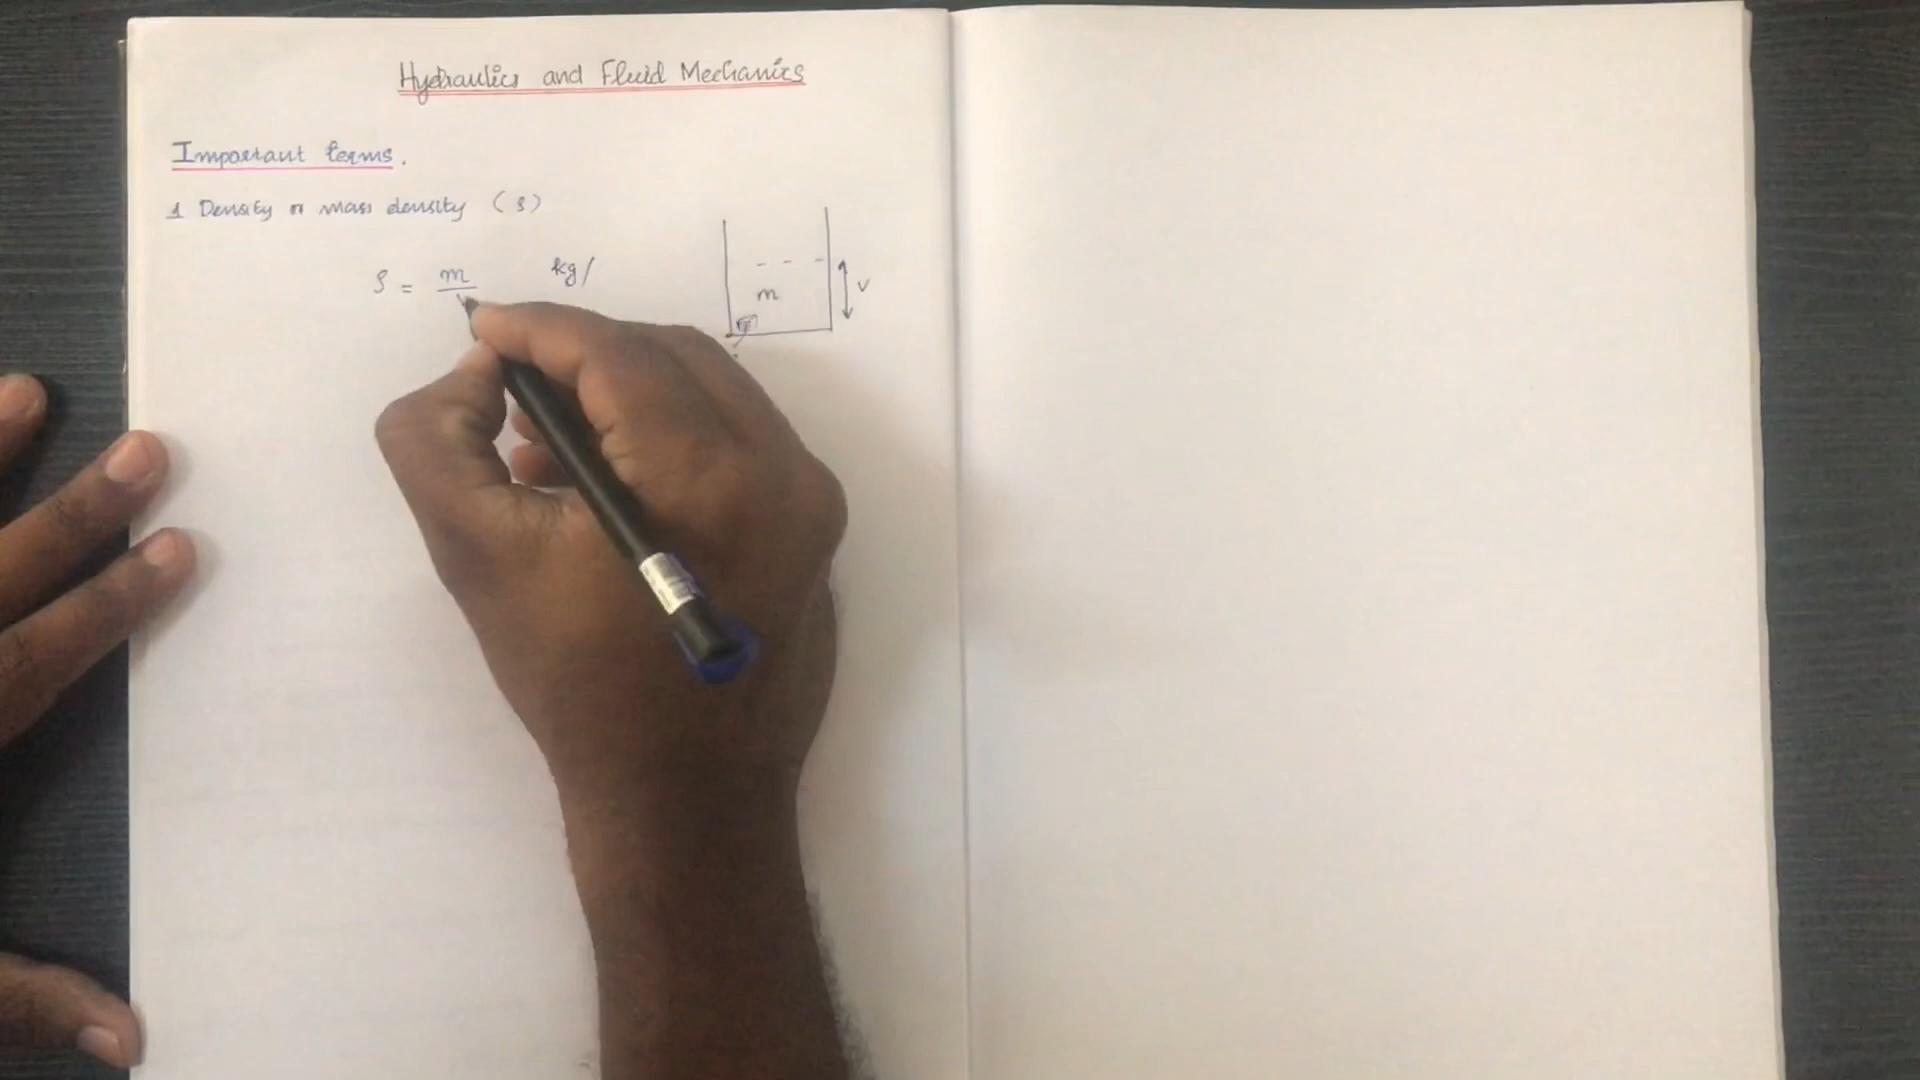 Hydraulics and Fluid Mechanics
Important terms.
1 Density or mass density (ρ)
ρ = m/v kg/
m
v